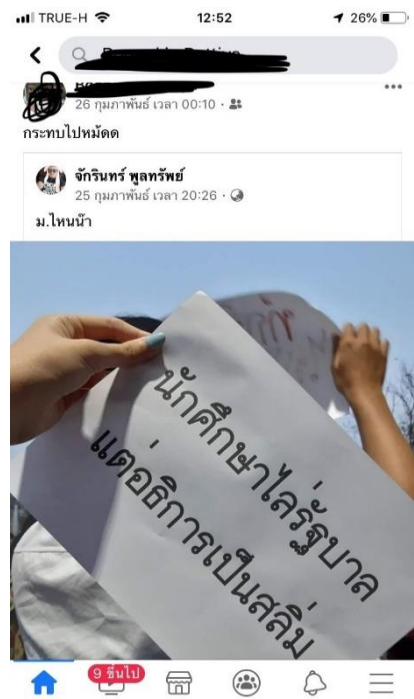 TRUE-H
12:52
26%
26 กุมภาพันธ์ เวลา 00:10
กระทบไปหมัดด
จักรินทร์ พูลทรัพย์
25 กุมภาพันธ์ เวลา 20:26
ม.ไหนน๊า
นักศึกษาไล่รัฐบาล
แต่อธิการเป็นสลิ่ม
9 ขึ้นไป